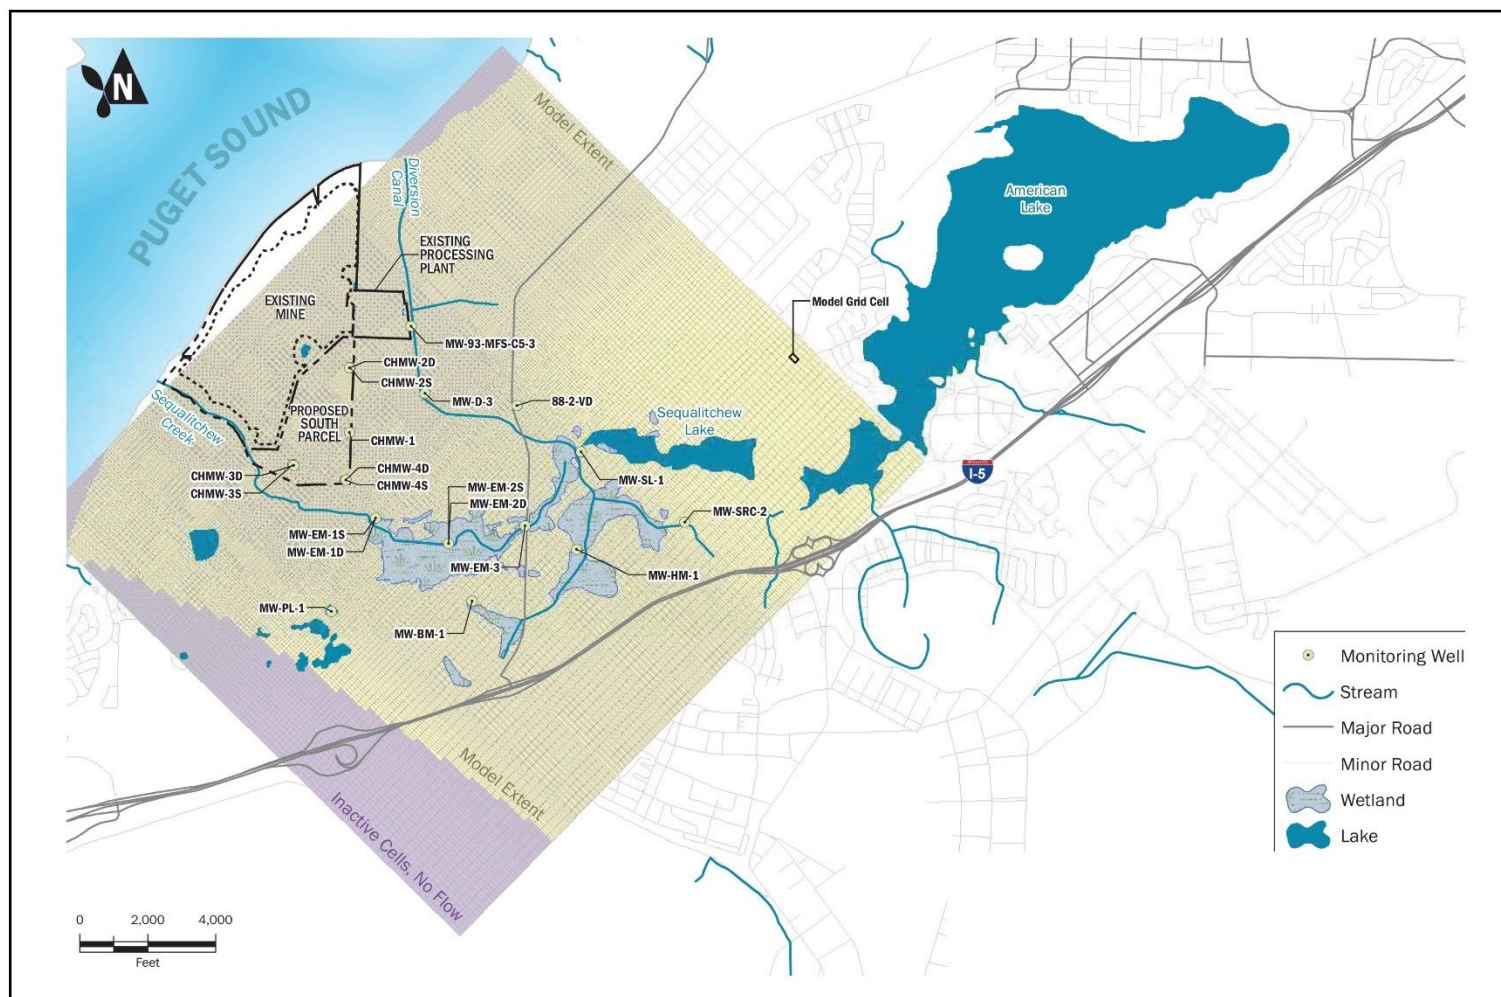 N
PUGET SOUND
Model Extent
Diversion
Canal
EXISTING
PROCESSING
PLANT
American
Lake
EXISTING
MINE
Model Grid Cell
MW-93-MFS-C5-3
CHMW-2D
CHMW-2S
MW-D-3
88-2-VD
Sequalitchew
Creek
PROPOSED
SOUTH
PARCEL
CHMW-1
Sequalitchew
Lake
CHMW-3D
CHMW-3S
CHMW-4D
CHMW-4S
MW-SL-1
I-5
MW-EM-2S
MW-EM-2D
MW-SRC-2
MW-EM-1S
MW-EM-1D
MW-EM-3
MW-HM-1
MW-PL-1
MW-BM-1
Model Extent
Inactive Cells, No Flow
Monitoring Well
Stream
Major Road
Minor Road
Wetland
Lake
0 2,000 4,000
Feet